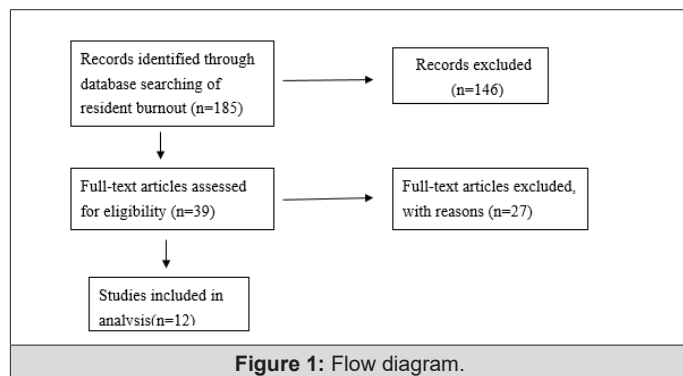 Records identified through
database searching of
resident burnout (n=185)
Records excluded
(n=146)
Full-text articles assessed
for eligibility (n=39)
Full-text articles excluded,
with reasons (n=27)
Studies included in
analysis(n=12)
Figure 1: Flow diagram.